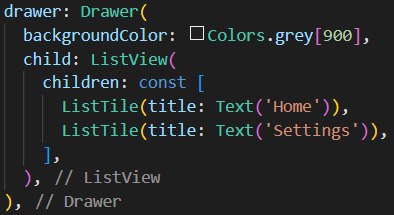 drawer: Drawer(
  backgroundColor: Colors.grey[900],
  child: ListView(
    children: const [
      ListTile(title: Text('Home')),
      ListTile(title: Text('Settings')),
    ],
  ), // ListView
), // Drawer